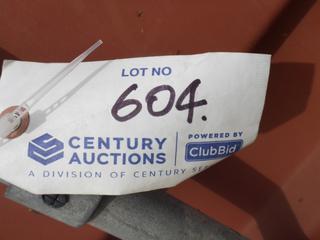 LOT NO
604.
CENTURY AUCTIONS
POWERED BY
ClubBid
A DIVISION OF CENTURY